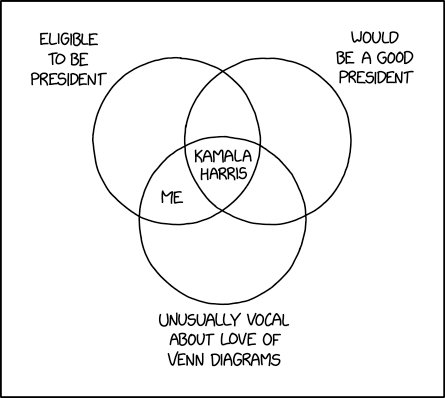 ELIGIBLE
TO BE
PRESIDENT
WOULD
BE A GOOD
PRESIDENT
KAMALA
HARRIS
ME
UNUSUALLY VOCAL
ABOUT LOVE OF
VENN DIAGRAMS